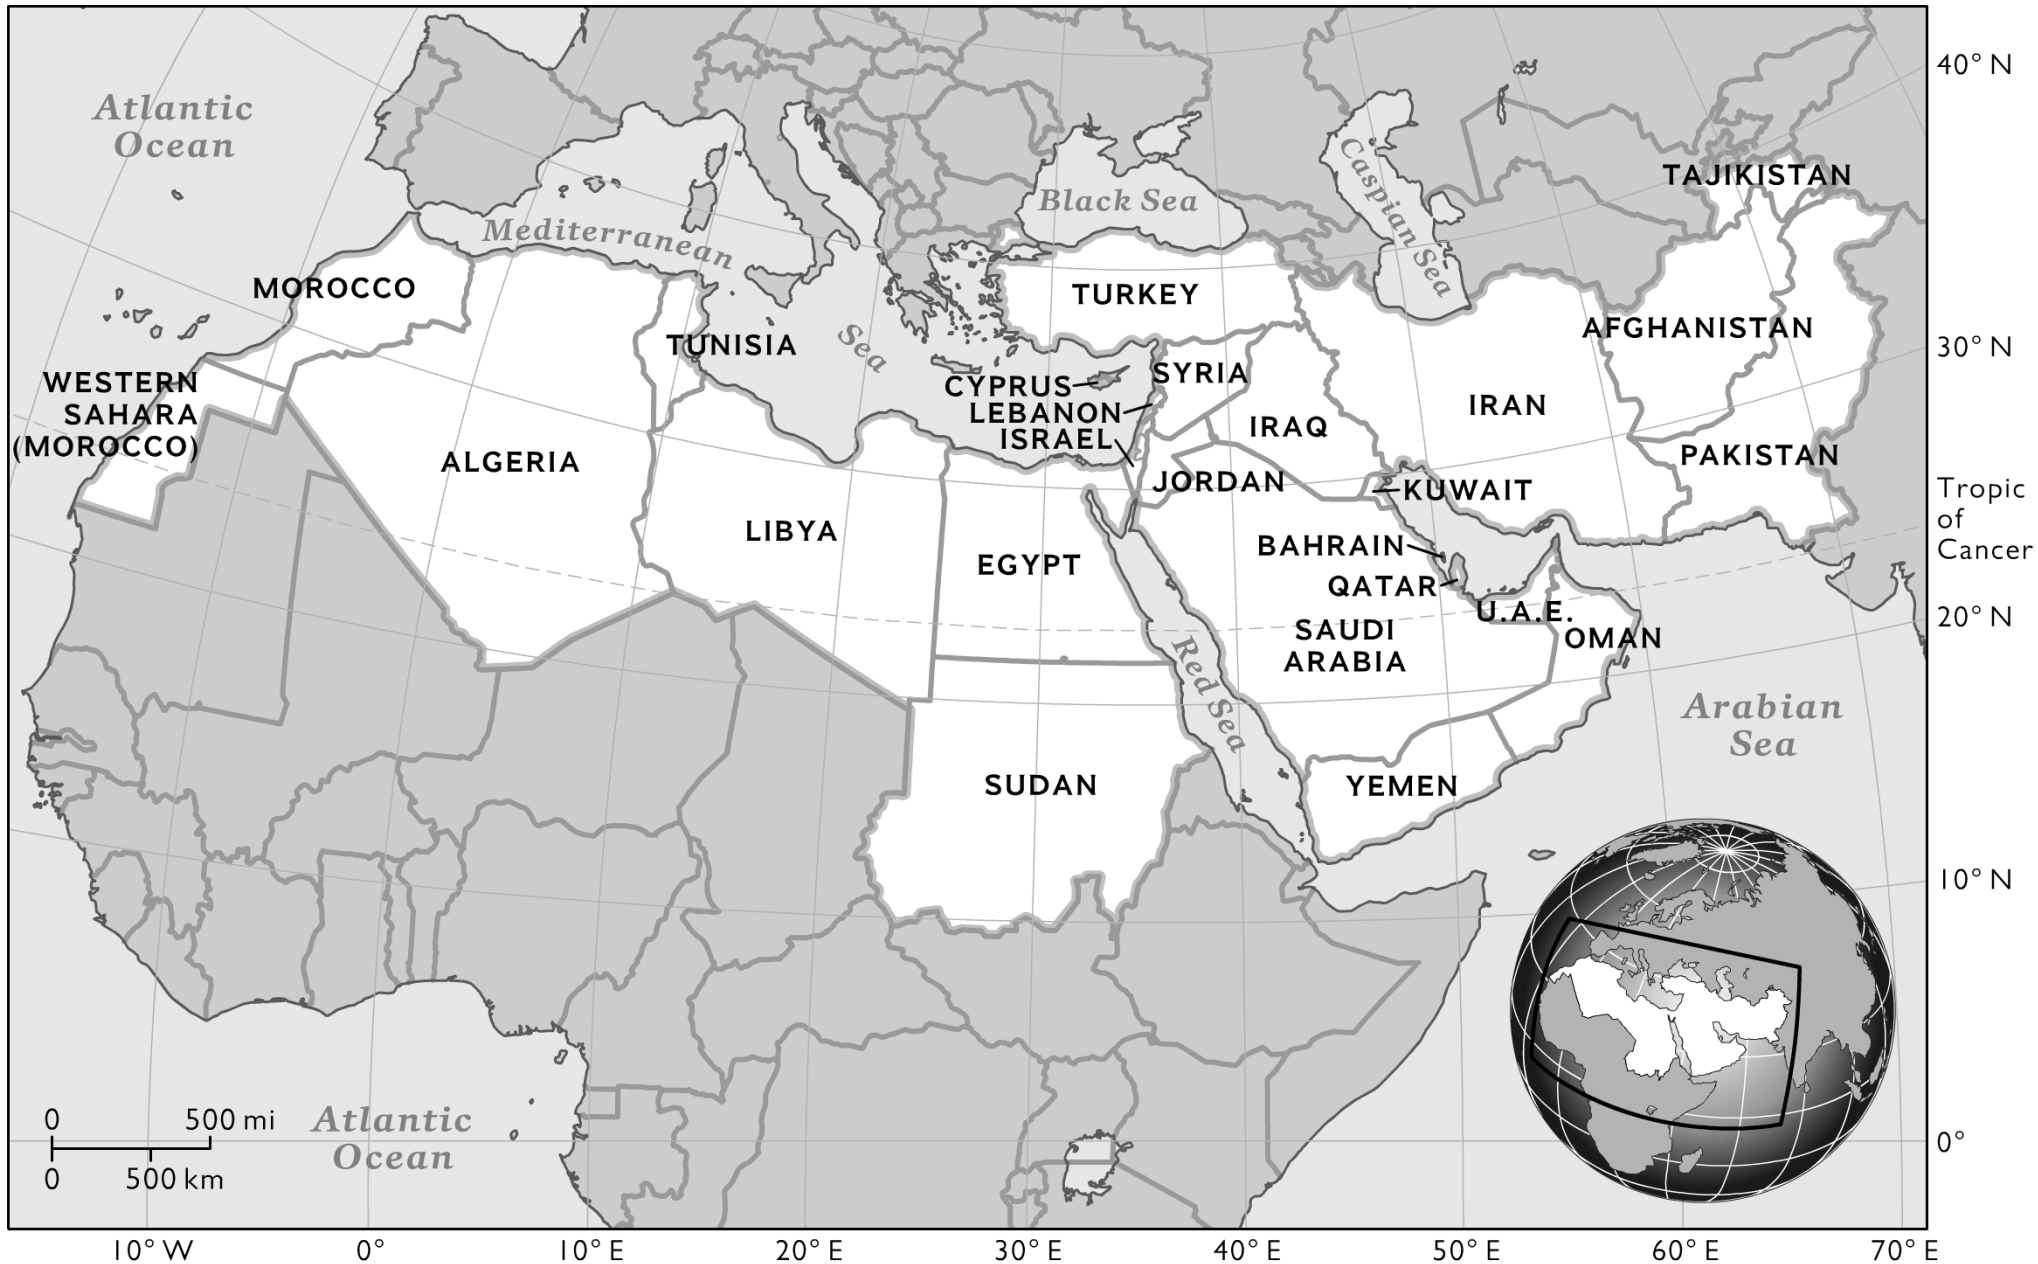 Atlantic
Ocean
40° N
Black Sea
Caspian Sea
TAJIKISTAN
Mediterranean
Sea
MOROCCO
TURKEY
TUNISIA
AFGHANISTAN
30° N
WESTERN
SAHARA
(MOROCCO)
CYPRUS
SYRIA
LEBANON
ISRAEL
IRAQ
IRAN
ALGERIA
JORDAN
PAKISTAN
KUWAIT
Tropic
of
Cancer
LIBYA
EGYPT
BAHRAIN
QATAR
U.A.E.
OMAN
20° N
SAUDI
ARABIA
Red Sea
Arabian
Sea
SUDAN
YEMEN
10° N
0 500 mi
0 500 km
Atlantic
Ocean
0°
10° W 0° 10° E 20° E 30° E 40° E 50° E 60° E 70° E